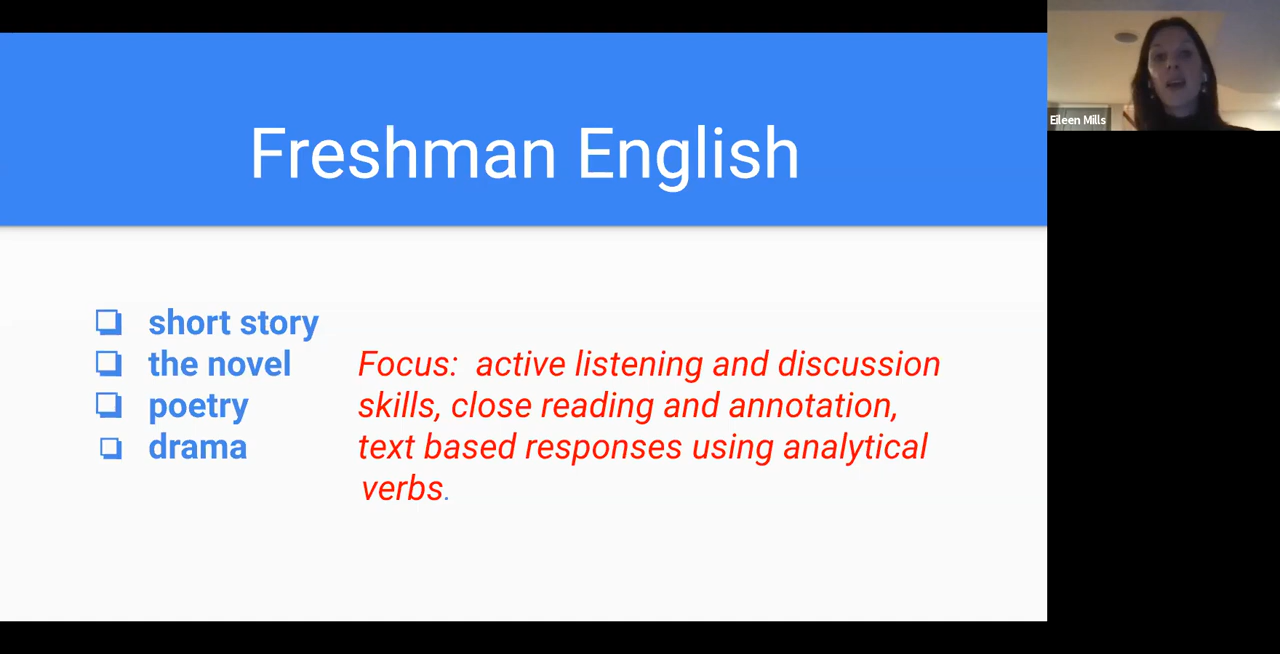 Freshman English
short story
the novel
poetry
drama
Focus:  active listening and discussion
skills, close reading and annotation,
text based responses using analytical
verbs.
Eileen Mills